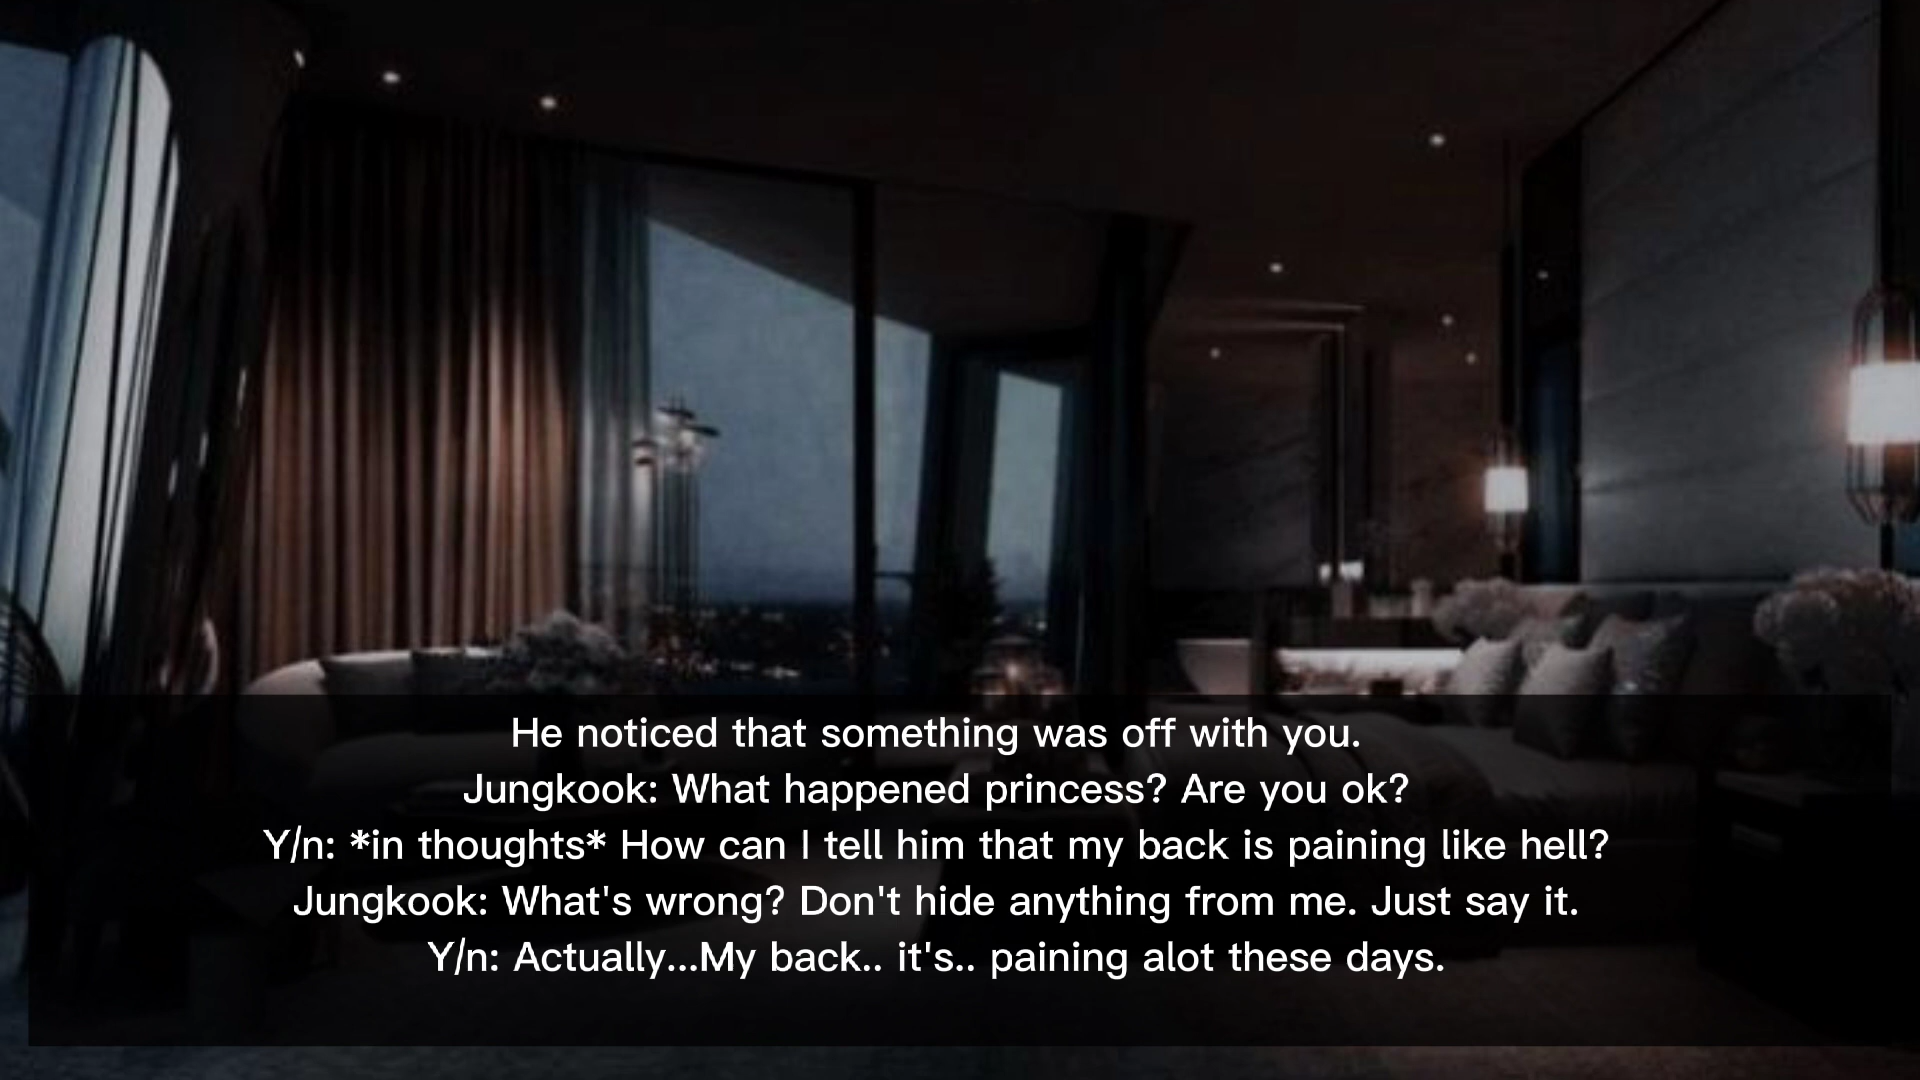 He noticed that something was off with you.
Jungkook: What happened princess? Are you ok?
Y/n: *in thoughts* How can I tell him that my back is paining like hell?
Jungkook: What's wrong? Don't hide anything from me. Just say it.
Y/n: Actually...My back.. it's.. paining alot these days.